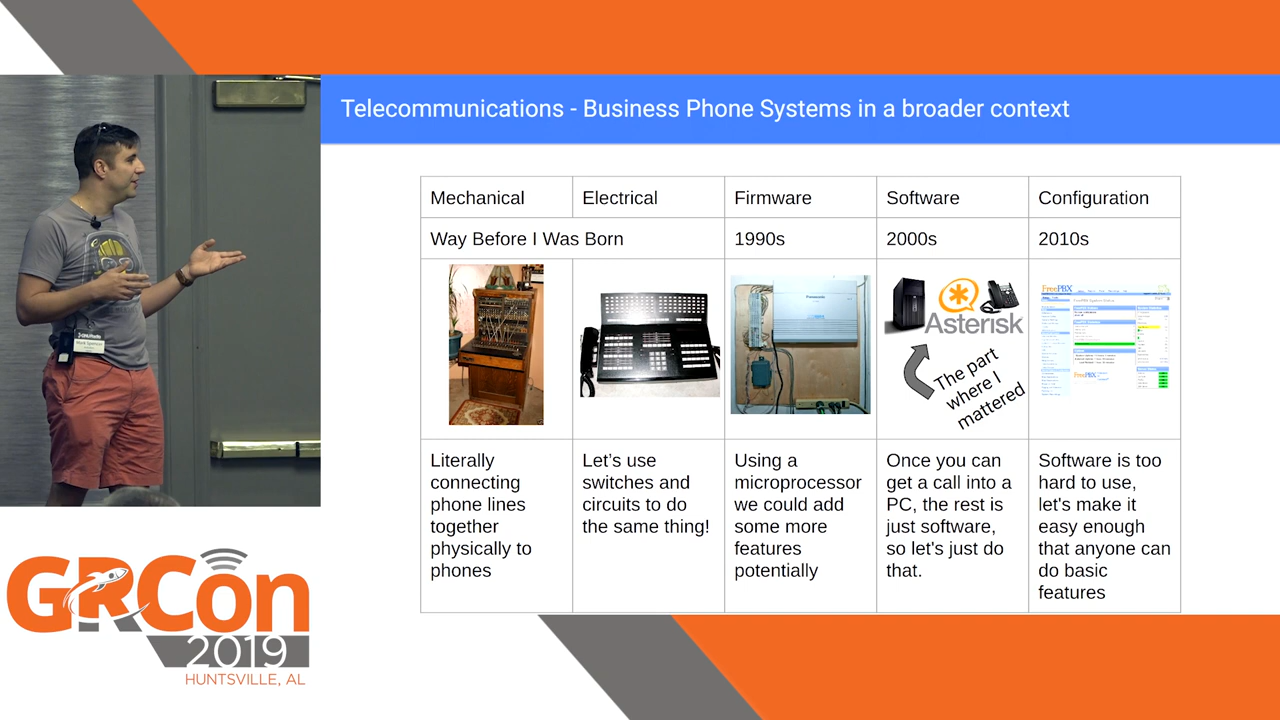 Telecommunications - Business Phone Systems in a broader context
Mechanical
Electrical
Firmware
Software
Configuration
Way Before I Was Born
1990s
2000s
2010s
Panasonic
Asterisk
The part
where I
mattered
FreePBX
FreePBX
Literally
connecting
phone lines
together
physically to
phones
Let's use
switches and
circuits to do
the same thing!
Using a
microprocessor
we could add
some more
features
potentially
Once you can
get a call into a
PC, the rest is
just software,
so let's just do
that.
Software is too
hard to use,
let's make it
easy enough
that anyone can
do basic
features
Mark Spencer
GRCon
2019
HUNTSVILLE, AL